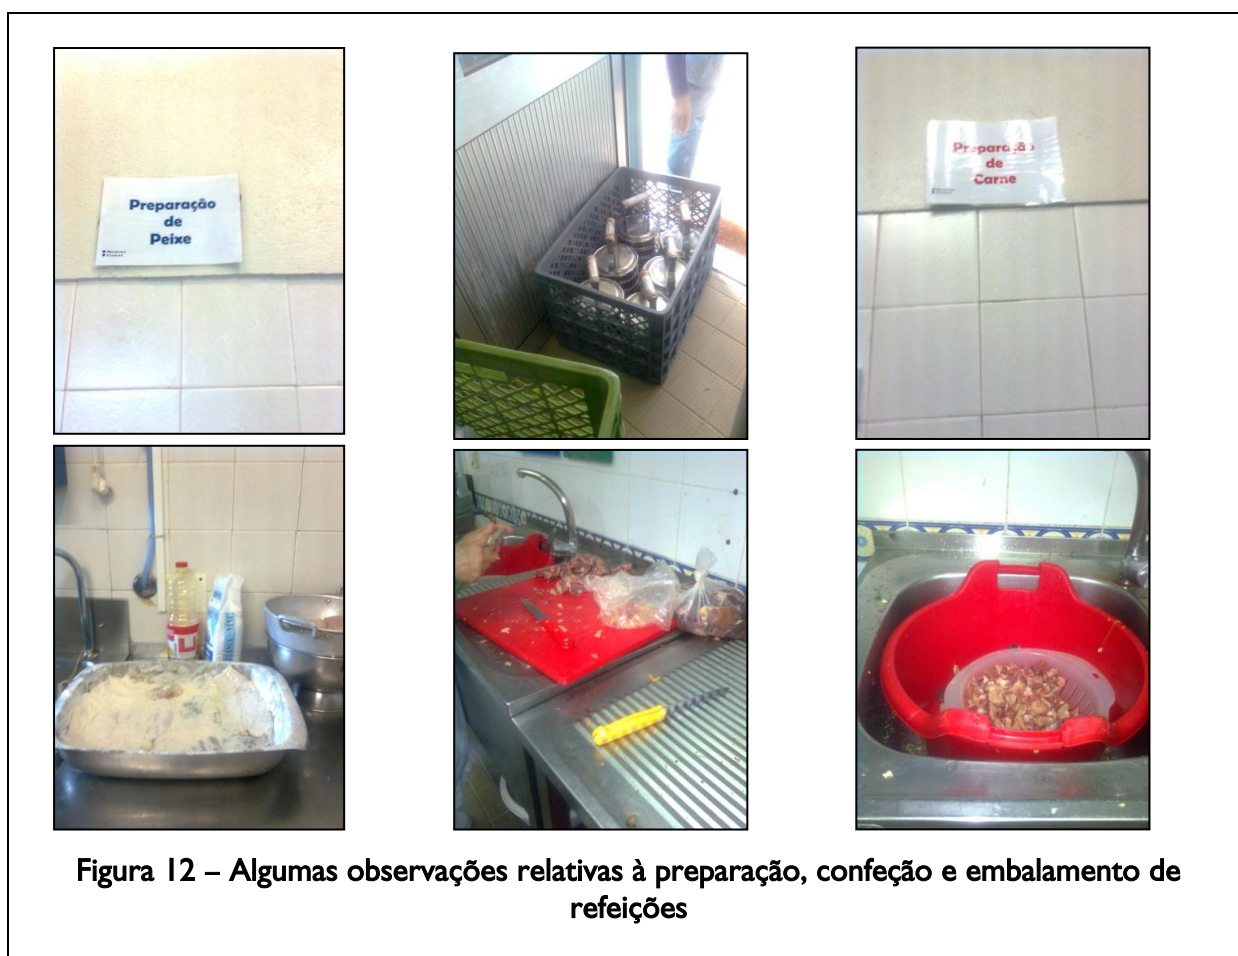 Preparação
de
Peixe
Preparação
de
Carne
Figura 12 – Algumas observações relativas à preparação, confeção e embalamento de
refeições